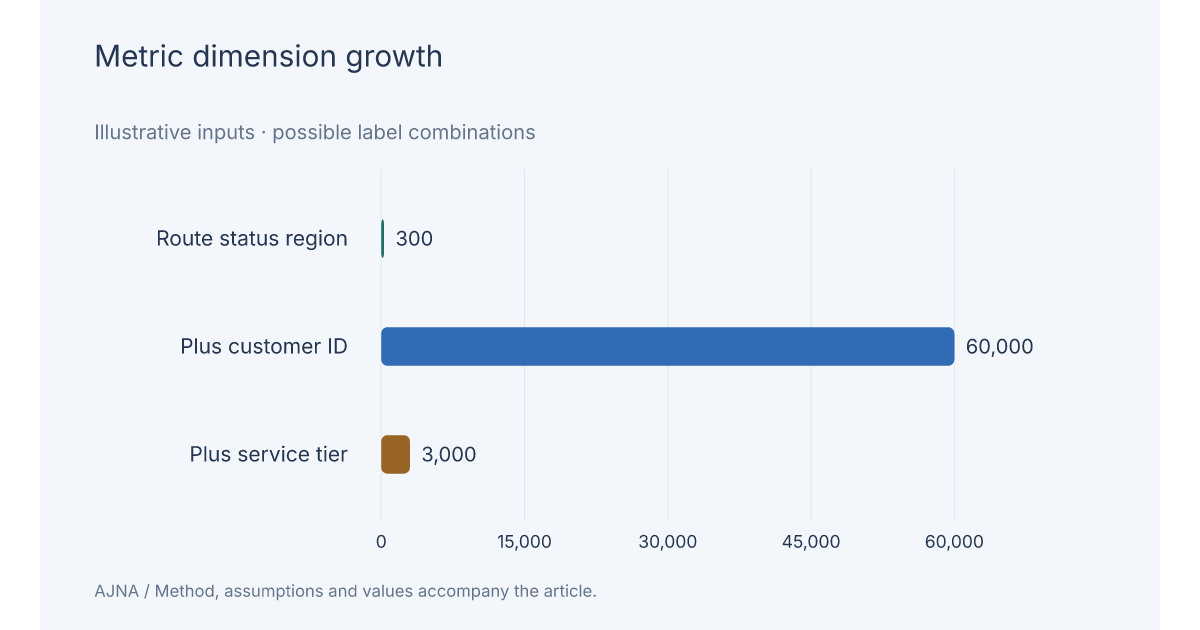 Metric dimension growth
Illustrative inputs · possible label combinations
Route status region 300
Plus customer ID 60,000
Plus service tier 3,000
0 15,000 30,000 45,000 60,000
AJNA / Method, assumptions and values accompany the article.